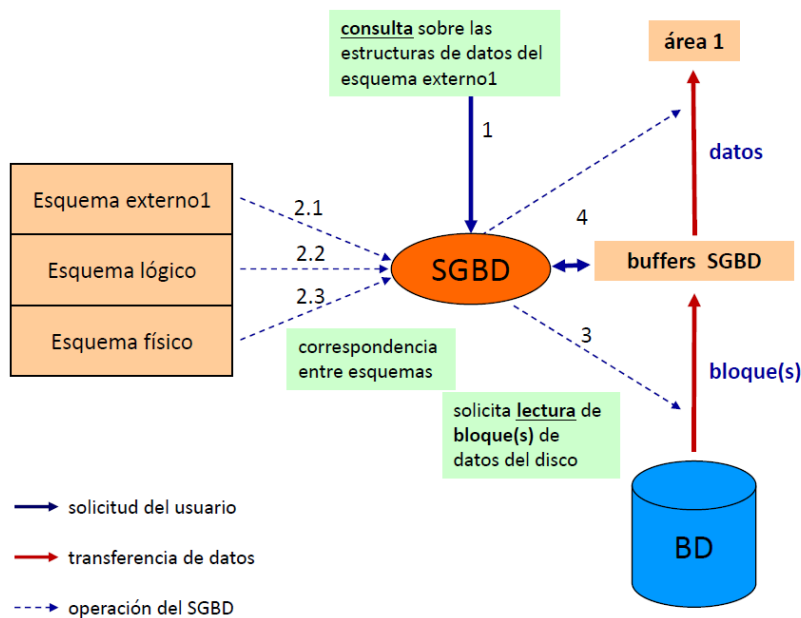 consulta sobre las
estructuras de datos del
esquema externo1
área 1
1
datos
Esquema externo1
2.1
4
Esquema lógico
2.2
SGBD
buffers SGBD
2.3
Esquema físico
correspondencia
entre esquemas
3
bloque(s)
solicita lectura de
bloque(s) de
datos del disco
solicitud del usuario
BD
transferencia de datos
operación del SGBD